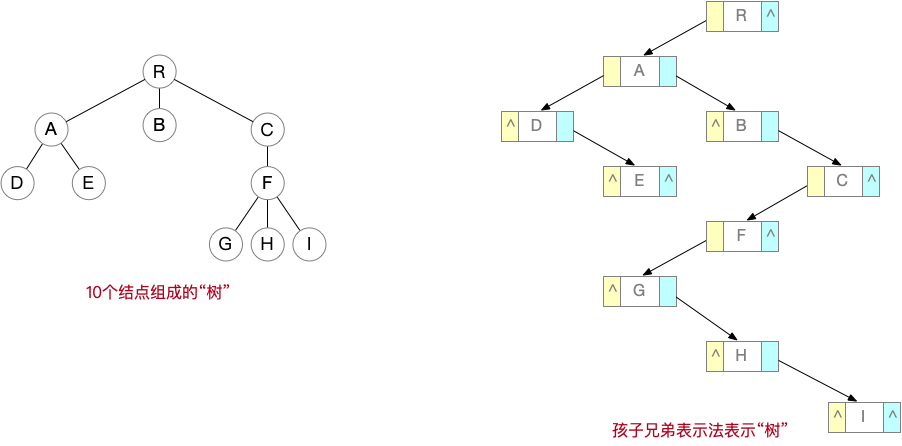 R
A B C
D E F
G H I
10个结点组成的“树”
R ^
A
^ D ^ B
^ E ^ C ^
F ^
^ G
^ H
^ I ^
孩子兄弟表示法表示“树”